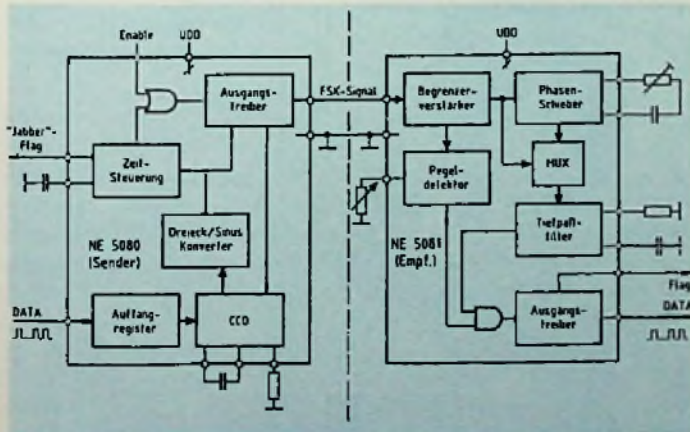 Enable
UDD
Ausgangs-
treiber
"Jabber"-
Flag
Zeit-
Steuerung
Dreieck/Sinus
Konverter
NE 5080
(Sender)
DATA
Auffang-
register
CCO
FSK-Signal
UDD
Begrenzer-
verstärker
Phasen-
Schieber
Pegel-
detektor
MUX
Tiefpaß-
filter
NE 5081
(Empf.)
Ausgangs-
treiber
Flag
DATA